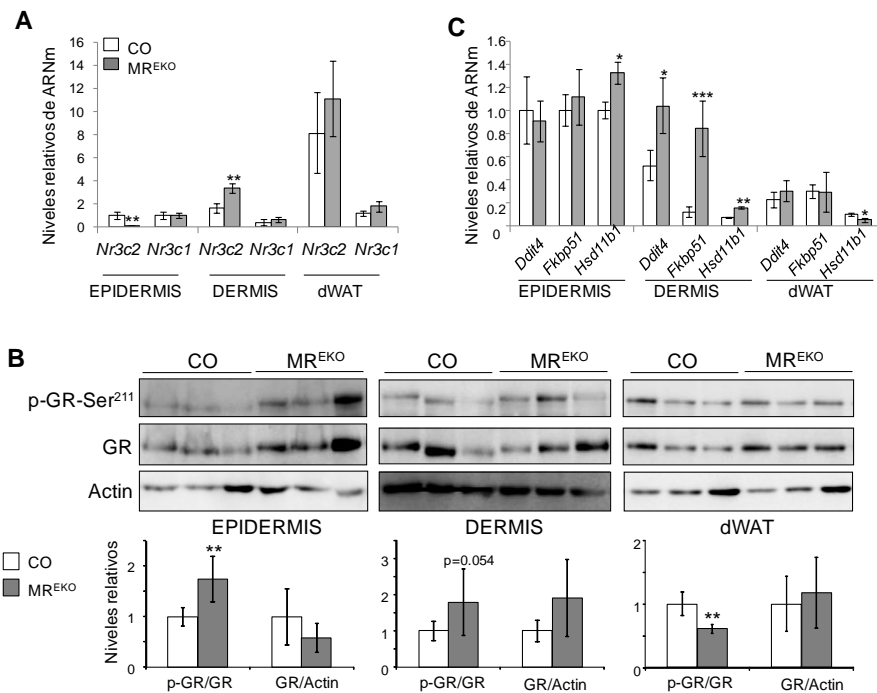 A
Niveles relativos de ARNm
16
14
12
10
8
6
4
2
0
CO
MR^EKO
**
**
Nr3c2 Nr3c1 Nr3c2 Nr3c1 Nr3c2 Nr3c1
EPIDERMIS DERMIS dWAT
C
Niveles relativos de ARNm
1.6
1.4
1.2
1.0
0.8
0.6
0.4
0.2
0
*
*
***
**
*
Ddit4 Fkbp51 Hsd11b1 Ddit4 Fkbp51 Hsd11b1 Ddit4 Fkbp51 Hsd11b1
EPIDERMIS DERMIS dWAT
B
CO MR^EKO CO MR^EKO CO MR^EKO
p-GR-Ser^211
GR
Actin
EPIDERMIS DERMIS dWAT
CO
MR^EKO
Niveles relativos
2
1
0
**
p-GR/GR GR/Actin
3
2
1
0
p=0.054
p-GR/GR GR/Actin
2
1
0
**
p-GR/GR GR/Actin